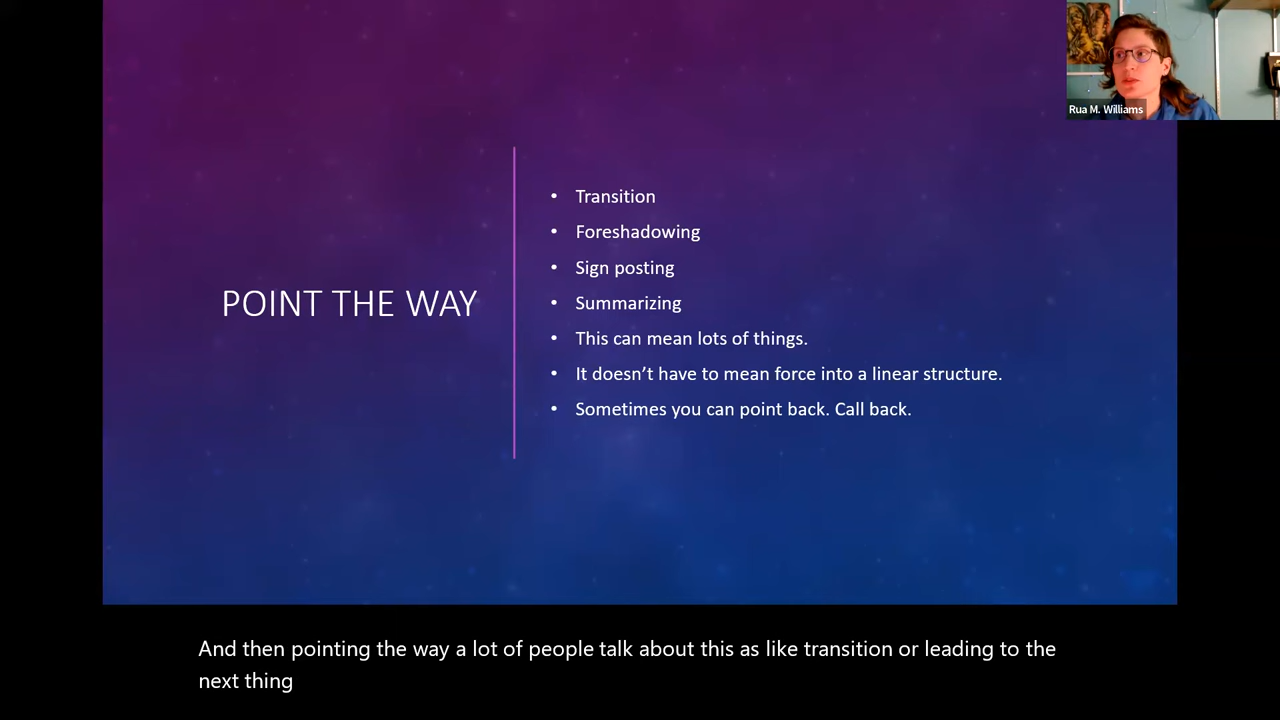 Rua M. Williams
POINT THE WAY
• Transition
• Foreshadowing
• Sign posting
• Summarizing
• This can mean lots of things.
• It doesn’t have to mean force into a linear structure.
• Sometimes you can point back. Call back.
And then pointing the way a lot of people talk about this as like transition or leading to the
next thing